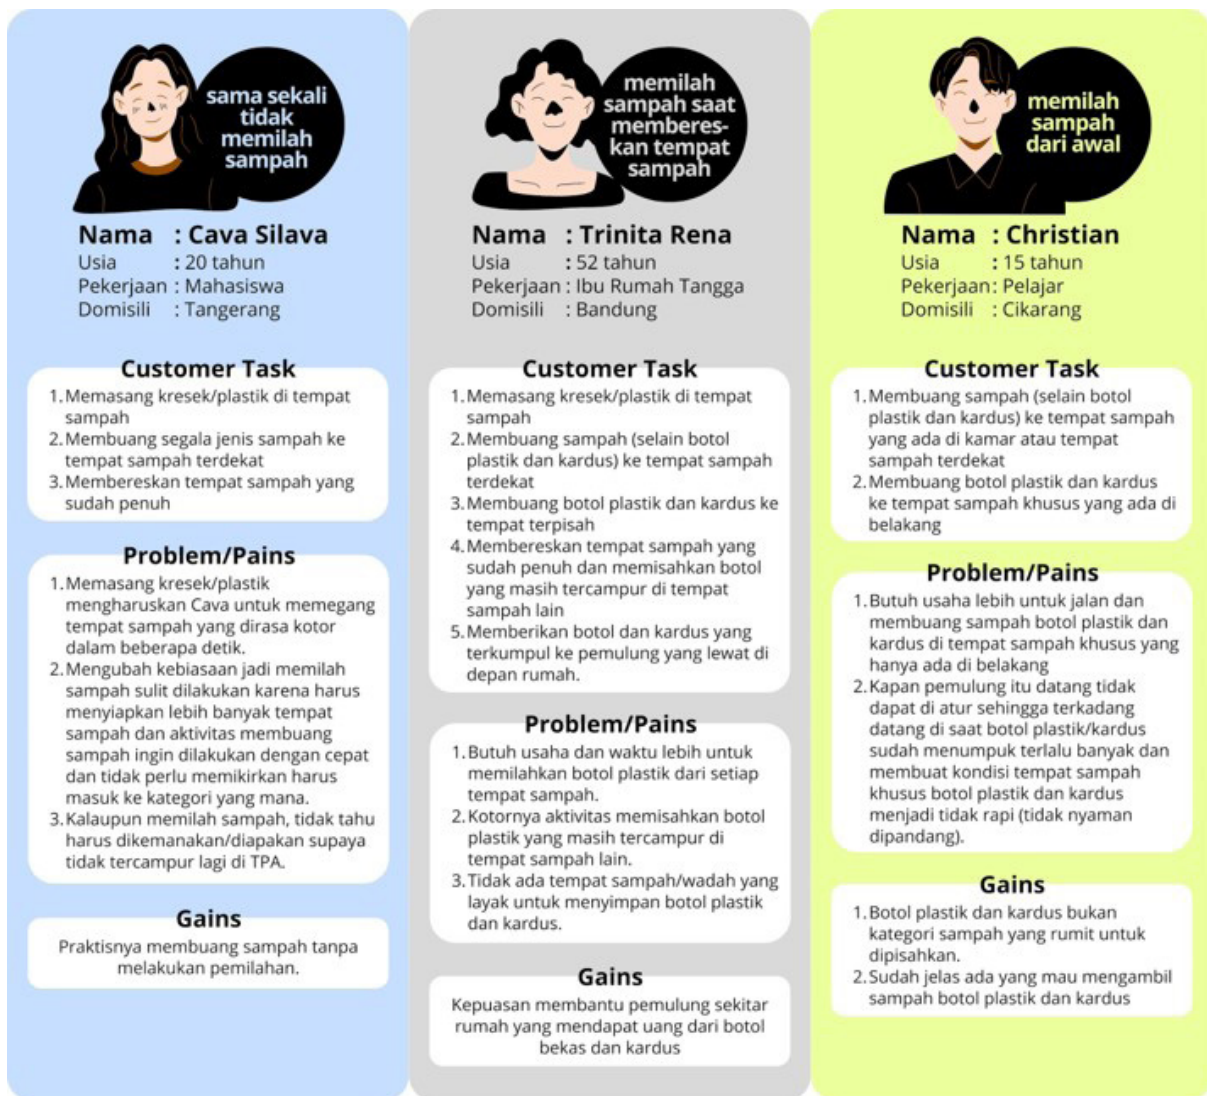 sama sekali
tidak
memilah
sampah
Nama : Cava Silava
Usia : 20 tahun
Pekerjaan : Mahasiswa
Domisili : Tangerang
Customer Task
1. Memasang kresek/plastik di tempat
sampah
2. Membuang segala jenis sampah ke
tempat sampah terdekat
3. Membereskan tempat sampah yang
sudah penuh
Problem/Pains
1. Memasang kresek/plastik
mengharuskan Cava untuk memegang
tempat sampah yang dirasa kotor
dalam beberapa detik.
2. Mengubah kebiasaan jadi memilah
sampah sulit dilakukan karena harus
menyiapkan lebih banyak tempat
sampah dan aktivitas membuang
sampah ingin dilakukan dengan cepat
dan tidak perlu memikirkan harus
masuk ke kategori yang mana.
3. Kalaupun memilah sampah, tidak tahu
harus dikemanakan/diapakan supaya
tidak tercampur lagi di TPA.
Gains
Praktisnya membuang sampah tanpa
melakukan pemilahan.
memilah
sampah saat
memberes-
kan tempat
sampah
Nama : Trinita Rena
Usia : 52 tahun
Pekerjaan : Ibu Rumah Tangga
Domisili : Bandung
Customer Task
1. Memasang kresek/plastik di tempat
sampah
2. Membuang sampah (selain botol
plastik dan kardus) ke tempat sampah
terdekat
3. Membuang botol plastik dan kardus ke
tempat terpisah
4. Membereskan tempat sampah yang
sudah penuh dan memisahkan botol
yang masih tercampur di tempat
sampah lain
5. Memberikan botol dan kardus yang
terkumpul ke pemulung yang lewat di
depan rumah.
Problem/Pains
1. Butuh usaha dan waktu lebih untuk
memilahkan botol plastik dari setiap
tempat sampah.
2. Kotornya aktivitas memisahkan botol
plastik yang masih tercampur di
tempat sampah lain.
3. Tidak ada tempat sampah/wadah yang
layak untuk menyimpan botol plastik
dan kardus.
Gains
Kepuasan membantu pemulung sekitar
rumah yang mendapat uang dari botol
bekas dan kardus
memilah
sampah
dari awal
Nama : Christian
Usia : 15 tahun
Pekerjaan: Pelajar
Domisili : Cikarang
Customer Task
1. Membuang sampah (selain botol
plastik dan kardus) ke tempat sampah
yang ada di kamar atau tempat
sampah terdekat
2. Membuang botol plastik dan kardus
ke tempat sampah khusus yang ada di
belakang
Problem/Pains
1. Butuh usaha lebih untuk jalan dan
membuang sampah botol plastik dan
kardus di tempat sampah khusus yang
hanya ada di belakang
2. Kapan pemulung itu datang tidak
dapat di atur sehingga terkadang
datang di saat botol plastik/kardus
sudah menumpuk terlalu banyak dan
membuat kondisi tempat sampah
khusus botol plastik dan kardus
menjadi tidak rapi (tidak nyaman
dipandang).
Gains
1. Botol plastik dan kardus bukan
kategori sampah yang rumit untuk
dipisahkan.
2. Sudah jelas ada yang mau mengambil
sampah botol plastik dan kardus